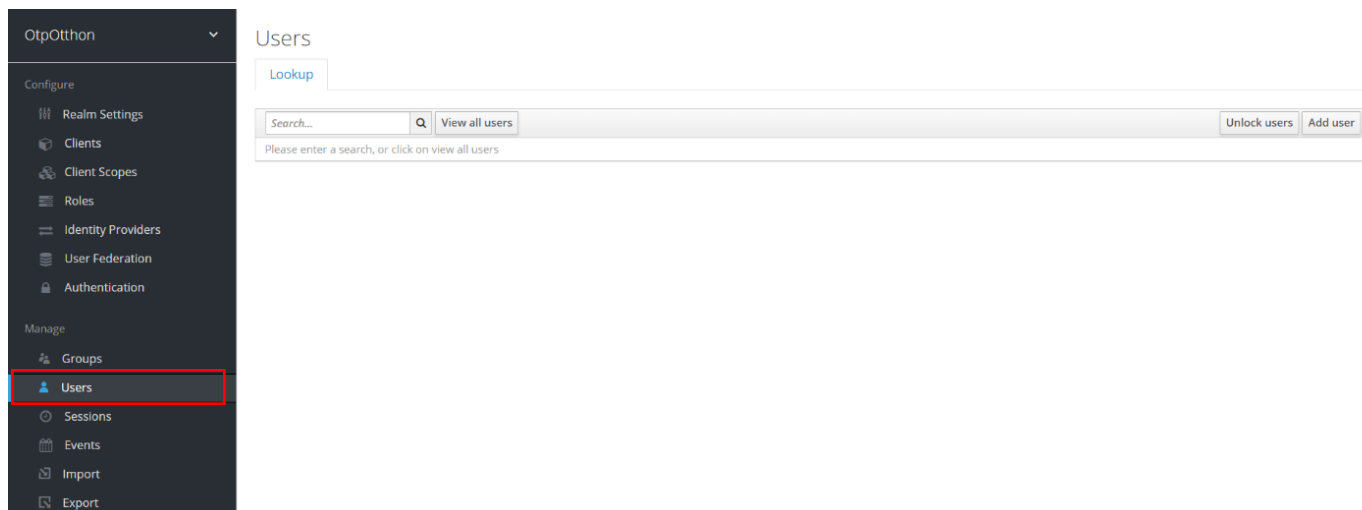 OtpOtthon
Configure
Realm Settings
Clients
Client Scopes
Roles
Identity Providers
User Federation
Authentication
Manage
Groups
Users
Sessions
Events
Import
Export
Users
Lookup
Search... View all users Unlock users Add user
Please enter a search, or click on view all users